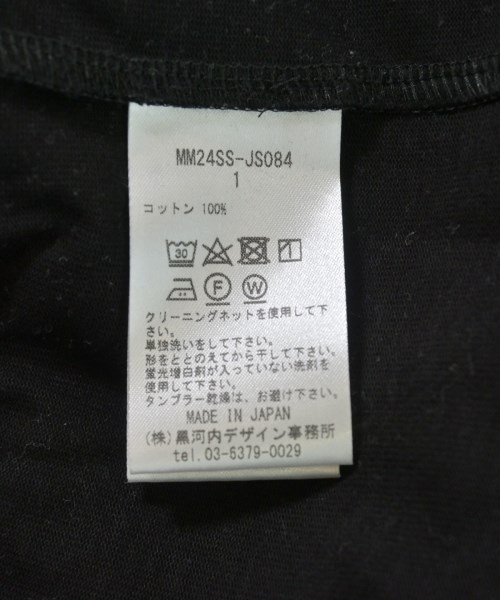 MM24SS-JS084
1
コットン 100%
30
F W
クリーニングネットを使用して下
さい。
単独洗いをして下さい。
形をととのえてから干して下さい。
蛍光増白剤が入っていない洗剤を
使用して下さい。
タンブラー乾燥は、お避け下さい。
MADE IN JAPAN
(株)黒河内デザイン事務所
tel.03-6379-0029